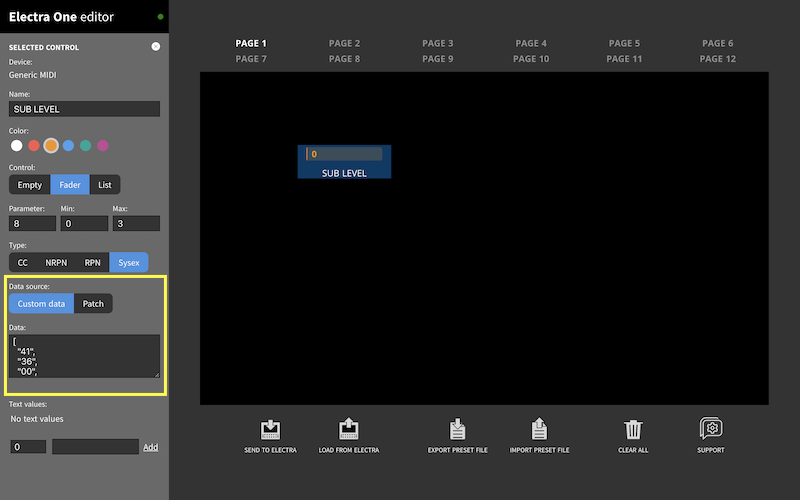 Electra One editor
SELECTED CONTROL
Device:
Generic MIDI
Name:
SUB LEVEL
Color:
Control:
Empty Fader List
Parameter: Min: Max:
8 0 3
Type:
CC NRPN RPN Sysex
Data source:
Custom data Patch
Data:
[
"41",
"36",
"00",
Text values:
No text values
0 Add
PAGE 1 PAGE 2 PAGE 3 PAGE 4 PAGE 5 PAGE 6
PAGE 7 PAGE 8 PAGE 9 PAGE 10 PAGE 11 PAGE 12
0
SUB LEVEL
SEND TO ELECTRA LOAD FROM ELECTRA EXPORT PRESET FILE IMPORT PRESET FILE CLEAR ALL SUPPORT